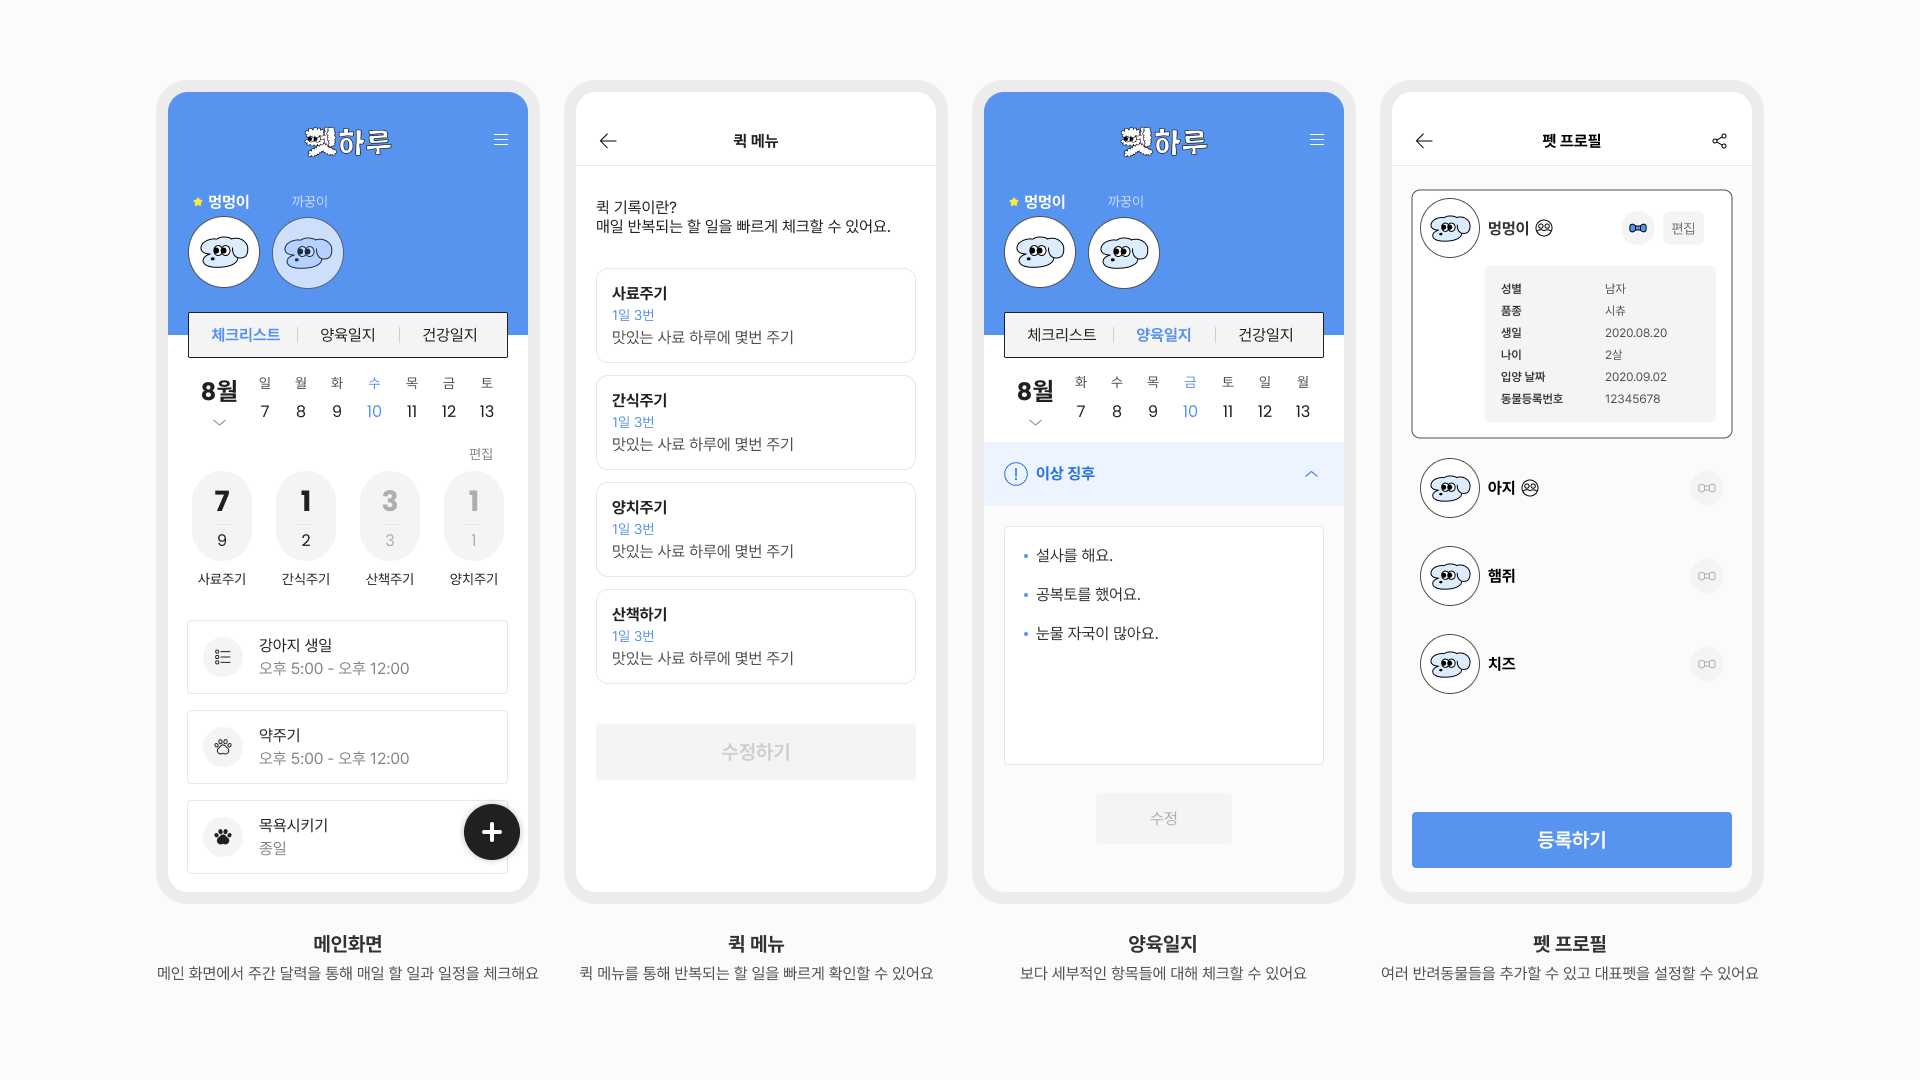 펫하루
멍멍이
까꿍이
체크리스트
양육일지
건강일지
8월
일 월 화 수 목 금 토
7 8 9 10 11 12 13
편집
7 1 3 1
9 2 3 1
사료주기 간식주기 산책주기 양치주기
강아지 생일
오후 5:00 - 오후 12:00
약주기
오후 5:00 - 오후 12:00
목욕시키기
종일
메인화면
메인 화면에서 주간 달력을 통해 매일 할 일과 일정을 체크해요
퀵 메뉴
퀵 기록이란?
매일 반복되는 할 일을 빠르게 체크할 수 있어요.
사료주기
1일 3번
맛있는 사료 하루에 몇번 주기
간식주기
1일 3번
맛있는 사료 하루에 몇번 주기
양치주기
1일 3번
맛있는 사료 하루에 몇번 주기
산책하기
1일 3번
맛있는 사료 하루에 몇번 주기
수정하기
퀵 메뉴
퀵 메뉴를 통해 반복되는 할 일을 빠르게 확인할 수 있어요
펫하루
멍멍이
까꿍이
체크리스트
양육일지
건강일지
8월
화 수 목 금 토 일 월
7 8 9 10 11 12 13
이상 징후
설사를 해요.
공복토를 했어요.
눈물 자국이 많아요.
수정
양육일지
보다 세부적인 항목들에 대해 체크할 수 있어요
펫 프로필
멍멍이
편집
성별 남자
품종 시츄
생일 2020.08.20
나이 2살
입양 날짜 2020.09.02
동물등록번호 12345678
아지
햄쥐
치즈
등록하기
펫 프로필
여러 반려동물들을 추가할 수 있고 대표펫을 설정할 수 있어요